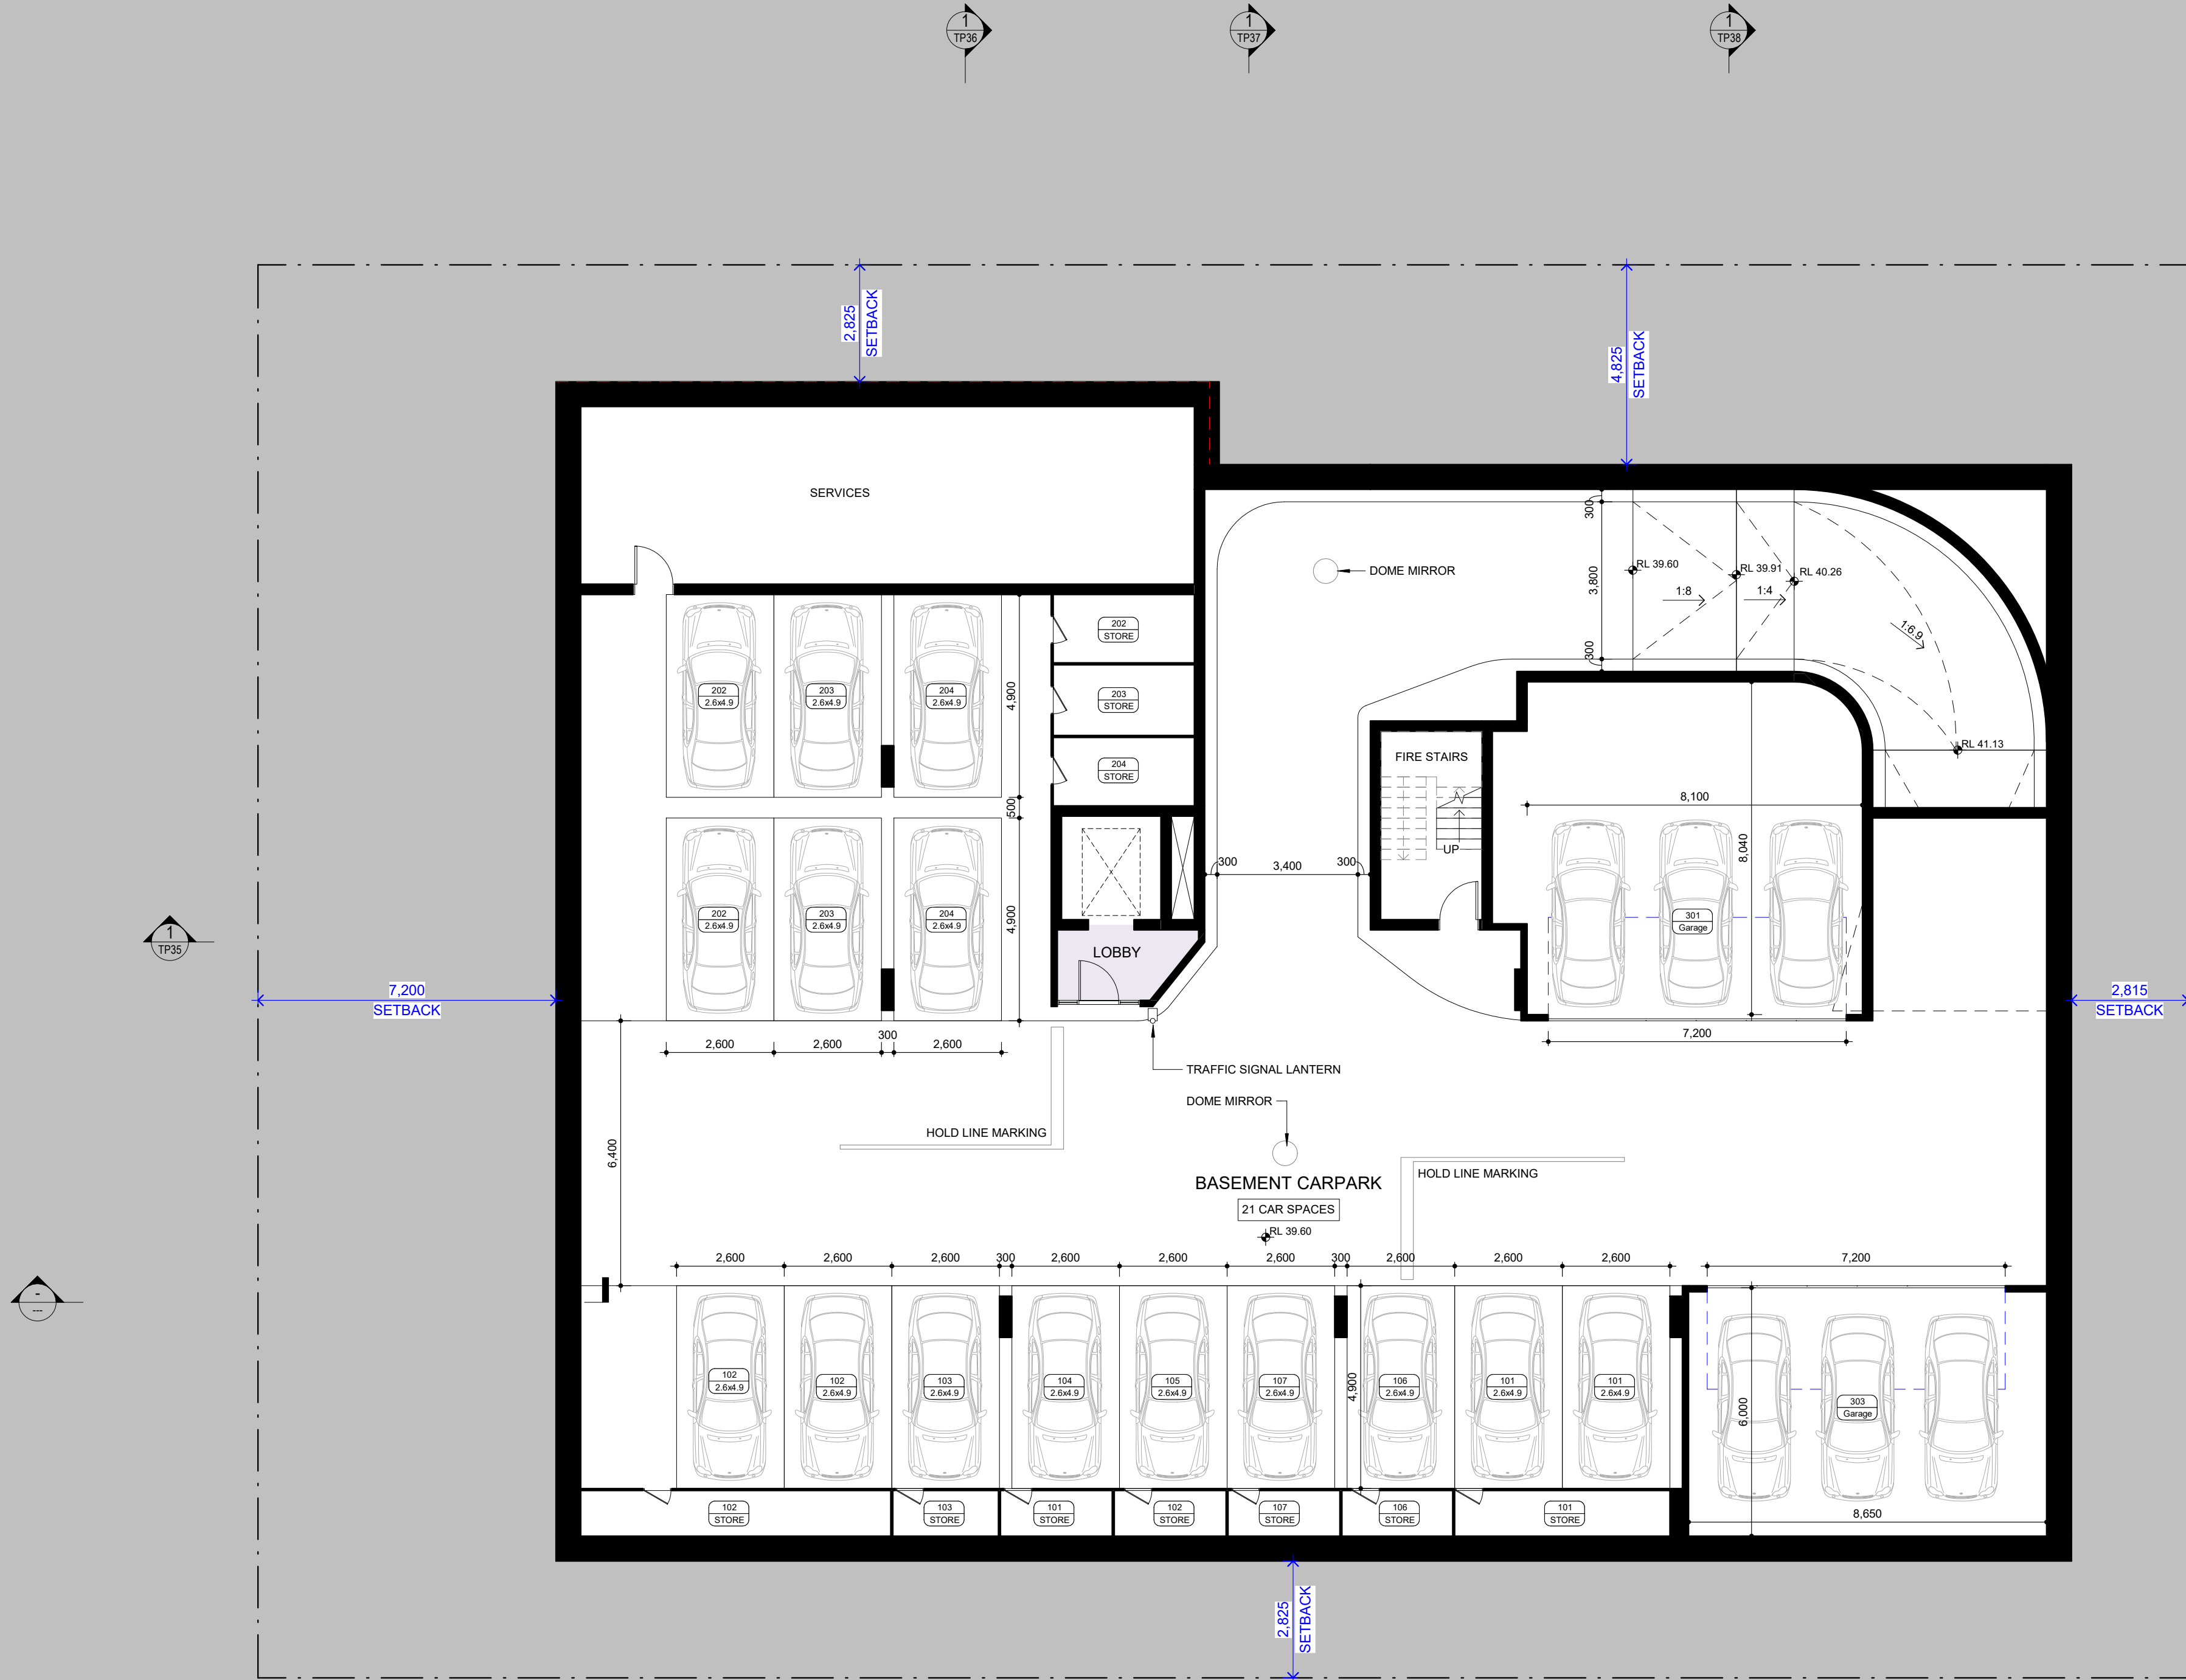 1
TP36
1
TP37
1
TP38
2,825
SETBACK
4,825
SETBACK
SERVICES
300
3,800
300
DOME MIRROR
RL 39.60
RL 39.91
RL 40.26
1:8
1:4
1:6.9
RL 41.13
202
STORE
203
STORE
204
STORE
202
2.6x4.9
203
2.6x4.9
204
2.6x4.9
4,900
500
4,900
FIRE STAIRS
UP
8,100
8,040
300
3,400
300
202
2.6x4.9
203
2.6x4.9
204
2.6x4.9
301
Garage
LOBBY
1
TP35
7,200
SETBACK
2,815
SETBACK
2,600
2,600
300
2,600
7,200
TRAFFIC SIGNAL LANTERN
DOME MIRROR
HOLD LINE MARKING
6,400
HOLD LINE MARKING
BASEMENT CARPARK
21 CAR SPACES
RL 39.60
2,600
2,600
2,600
300
2,600
2,600
2,600
300
2,600
2,600
2,600
7,200
-
---
102
2.6x4.9
102
2.6x4.9
103
2.6x4.9
104
2.6x4.9
105
2.6x4.9
107
2.6x4.9
4,900
106
2.6x4.9
101
2.6x4.9
101
2.6x4.9
6,000
303
Garage
102
STORE
103
STORE
101
STORE
102
STORE
107
STORE
106
STORE
101
STORE
8,650
2,825
SETBACK